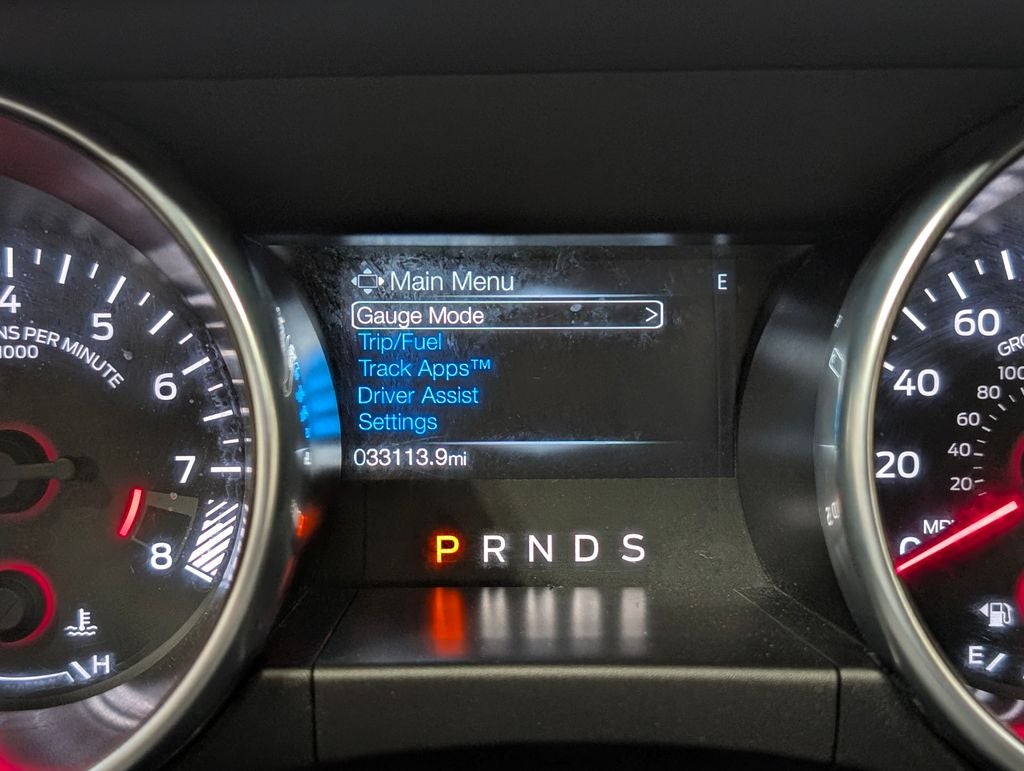 Main Menu E
Gauge Mode >
Trip/Fuel
Track Apps™
Driver Assist
Settings
033113.9mi
P R N D S
4
5
6
7
8
PER MINUTE
1000
H
60
40
20
0
100
80
60
40
20
E